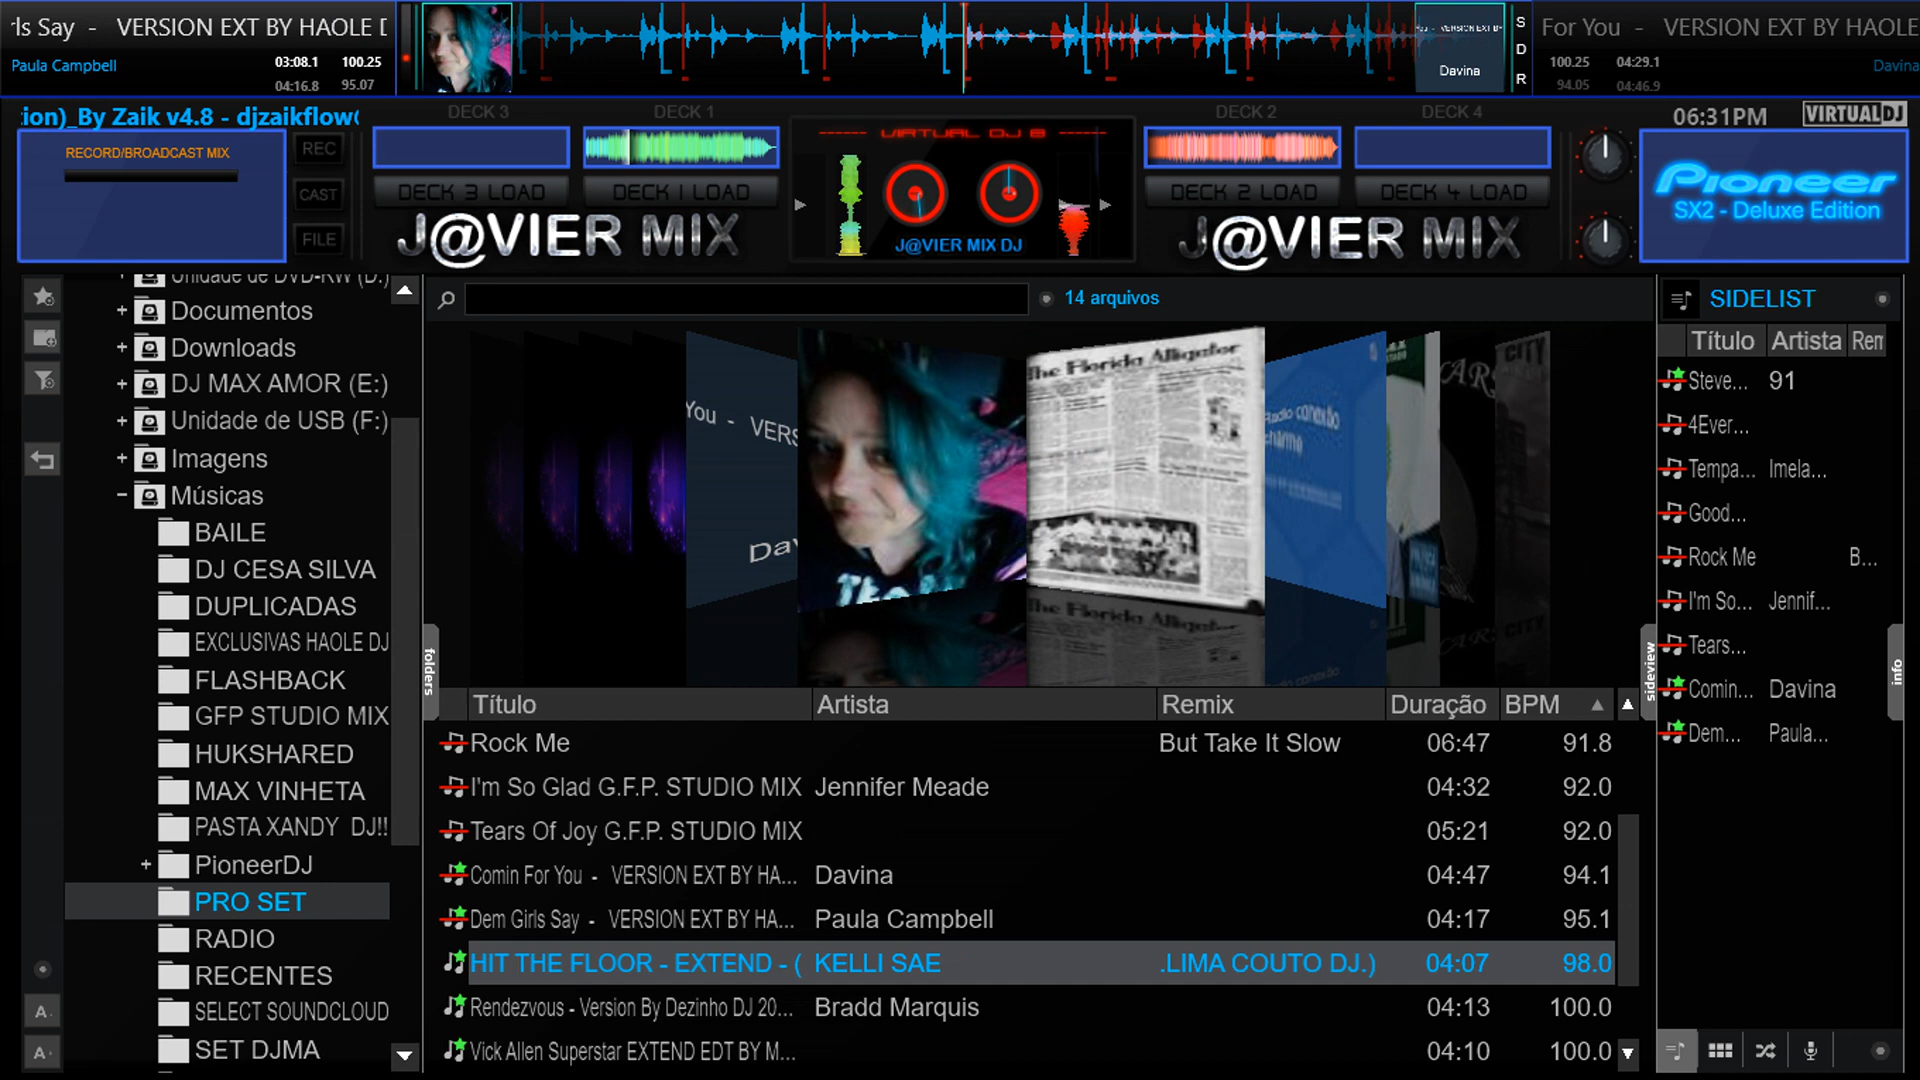 ls Say - VERSION EXT BY HAOLE D
Paula Campbell
03:08.1 100.25
04:16.8 95.07
Davina
S
D
R
For You - VERSION EXT BY HAOLE
100.25 04:29.1
94.05 04:46.9
Davina
ion)_By Zaik v4.8 - djzaikflow(
DECK 3
DECK 1
DECK 2
DECK 4
06:31PM
VIRTUALDJ
RECORD/BROADCAST MIX
REC
CAST
FILE
VIRTUAL DJ 8
DECK 3 LOAD
DECK 1 LOAD
DECK 2 LOAD
DECK 4 LOAD
J@VIER MIX
J@VIER MIX DJ
J@VIER MIX
Pioneer
SX2 - Deluxe Edition
Unidade de DVD-RW (D:)
Documentos
Downloads
DJ MAX AMOR (E:)
Unidade de USB (F:)
Imagens
Músicas
BAILE
DJ CESA SILVA
DUPLICADAS
EXCLUSIVAS HAOLE DJ
FLASHBACK
GFP STUDIO MIX
HUKSHARED
MAX VINHETA
PASTA XANDY DJ!!
PioneerDJ
PRO SET
RADIO
RECENTES
SELECT SOUNDCLOUD
SET DJMA
folders
14 arquivos
You - VERS
Dav
The Florida Alligator
CARS
CITY
Título Artista Remix Duração BPM
Rock Me But Take It Slow 06:47 91.8
I'm So Glad G.F.P. STUDIO MIX Jennifer Meade 04:32 92.0
Tears Of Joy G.F.P. STUDIO MIX 05:21 92.0
Comin For You - VERSION EXT BY HA... Davina 04:47 94.1
Dem Girls Say - VERSION EXT BY HA... Paula Campbell 04:17 95.1
HIT THE FLOOR - EXTEND - ( KELLI SAE .LIMA COUTO DJ.) 04:07 98.0
Rendezvous - Version By Dezinho DJ 20... Bradd Marquis 04:13 100.0
Vick Allen Superstar EXTEND EDT BY M... 04:10 100.0
sideview
SIDELIST
Título Artista Rem
Steve... 91
4Ever...
Tempa... Imela...
Good...
Rock Me B...
I'm So... Jennif...
Tears...
Comin... Davina
Dem... Paula...
info
A-
A+